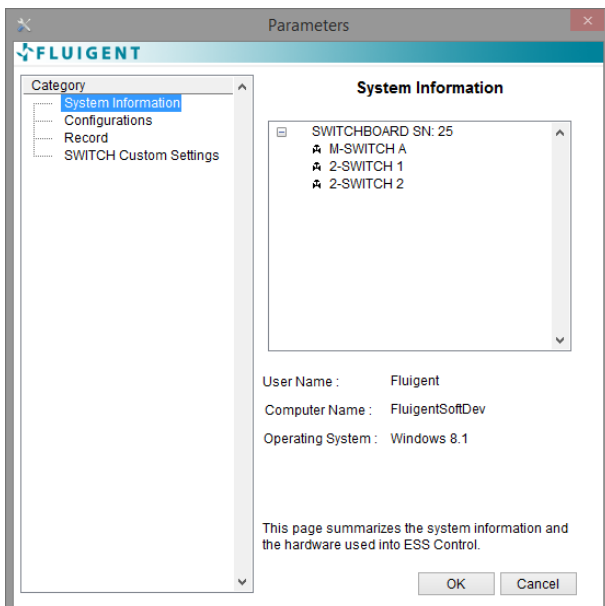 Parameters
FLUIGENT
Category
System Information
Configurations
Record
SWITCH Custom Settings
System Information
SWITCHBOARD SN: 25
M-SWITCH A
2-SWITCH 1
2-SWITCH 2
User Name : Fluigent
Computer Name : FluigentSoftDev
Operating System : Windows 8.1
This page summarizes the system information and
the hardware used into ESS Control.
OK Cancel